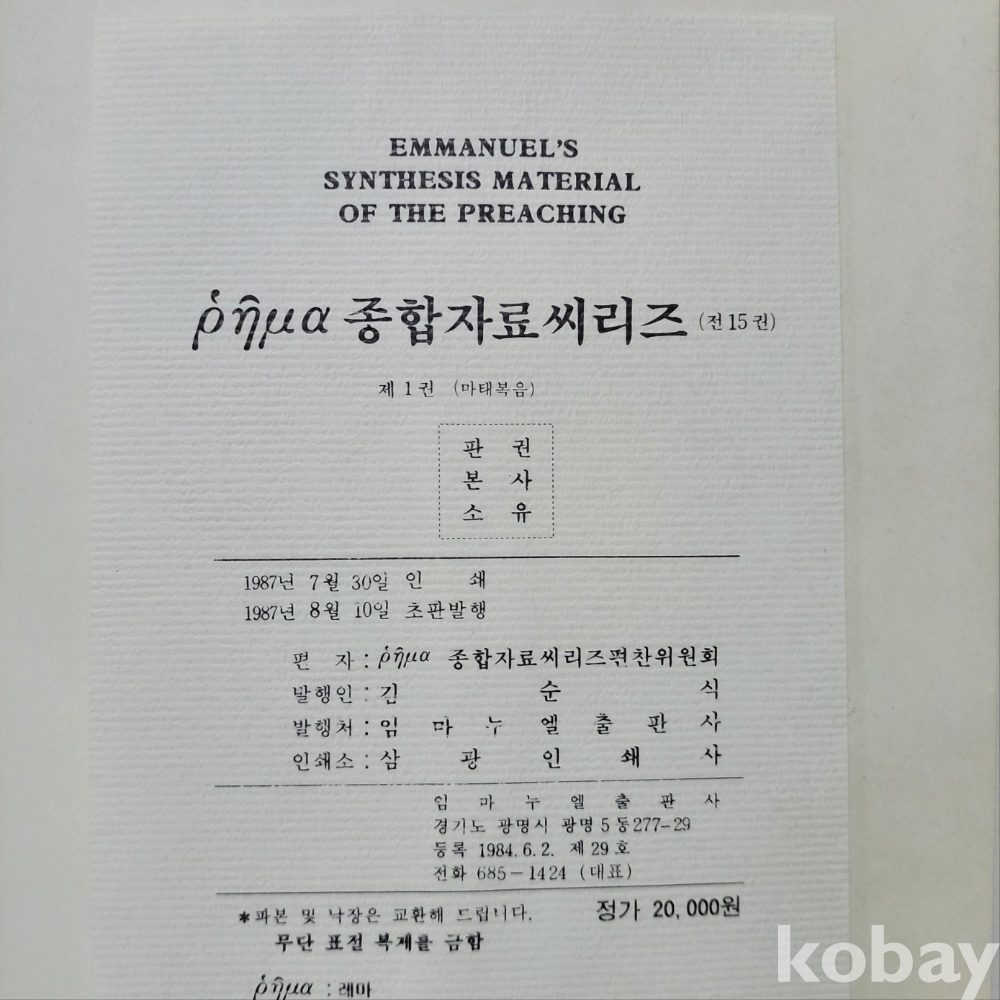 EMMANUEL'S
SYNTHESIS MATERIAL
OF THE PREACHING
ῥῆμα 종합자료씨리즈 (전 15 권)
제 1 권 (마태복음)
판 권
본 사
소 유
1987년 7월 30일 인 쇄
1987년 8월 10일 초판발행
편 자 : ῥῆμα 종합자료씨리즈편찬위원회
발행인 : 김 순 식
발행처 : 임 마 누 엘 출 판 사
인쇄소 : 삼 광 인 쇄 사
임 마 누 엘 출 판 사
경기도 광명시 광명 5 동 277-29
등록 1984. 6. 2. 제 29 호
전화 685-1424 (대표)
*파본 및 낙장은 교환해 드립니다. 정가 20,000원
무단 표전 복제를 금함
ῥῆμα : 레마
kobay